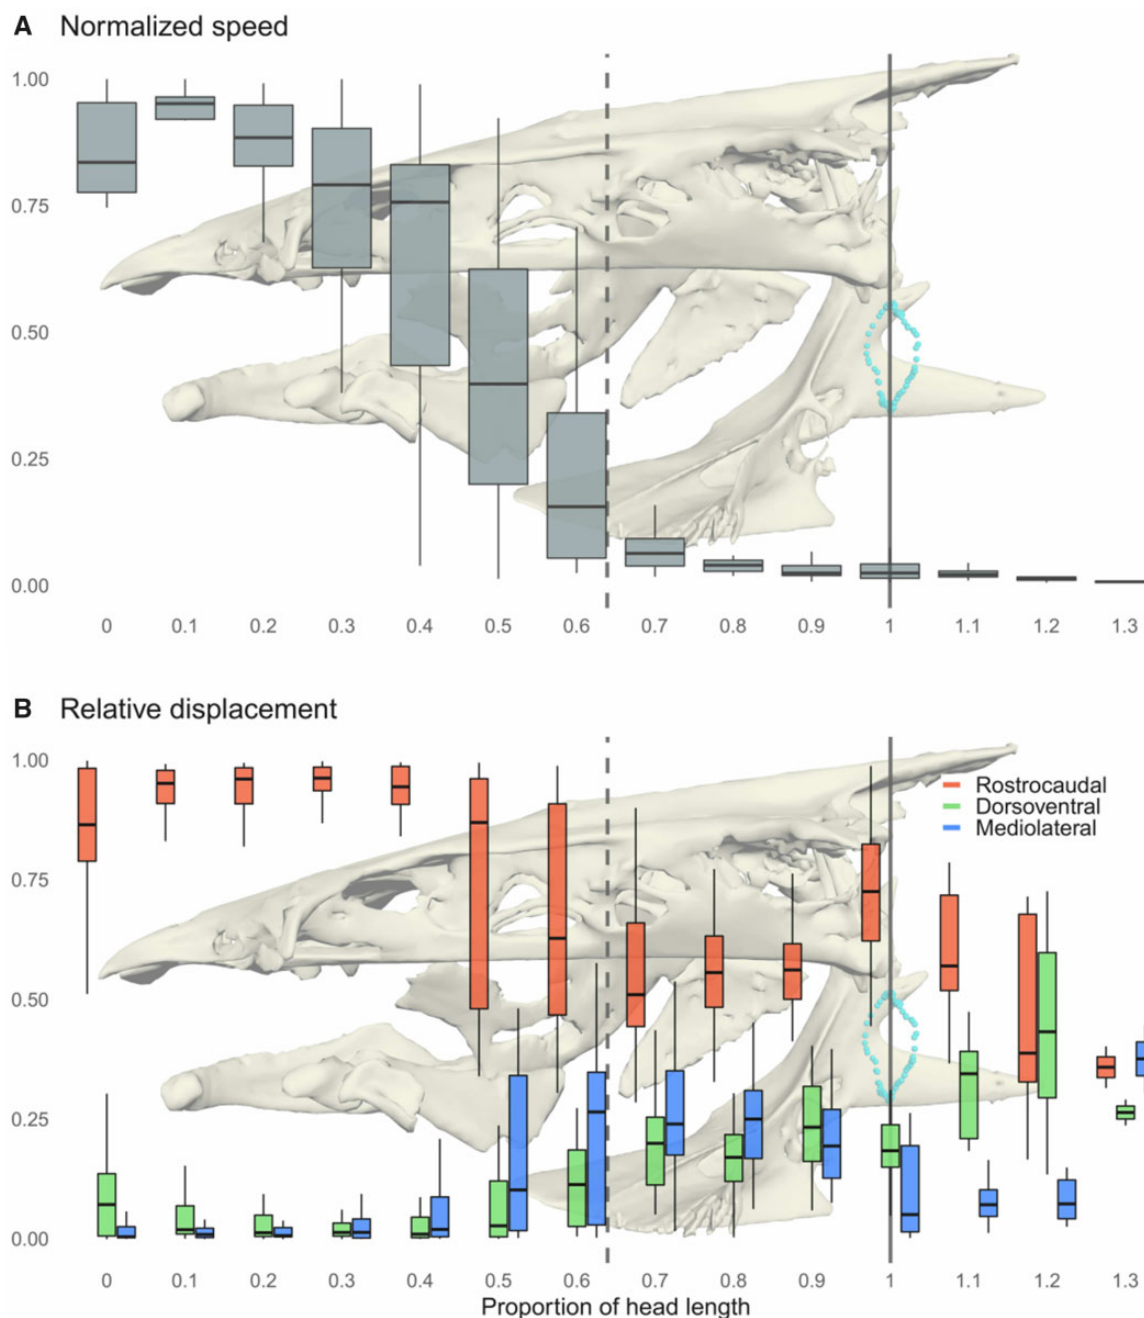 A Normalized speed
1.00
0.75
0.50
0.25
0.00
0 0.1 0.2 0.3 0.4 0.5 0.6 0.7 0.8 0.9 1 1.1 1.2 1.3
B Relative displacement
1.00
Rostrocaudal
Dorsoventral
Mediolateral
0.75
0.50
0.25
0.00
0 0.1 0.2 0.3 0.4 0.5 0.6 0.7 0.8 0.9 1 1.1 1.2 1.3
Proportion of head length